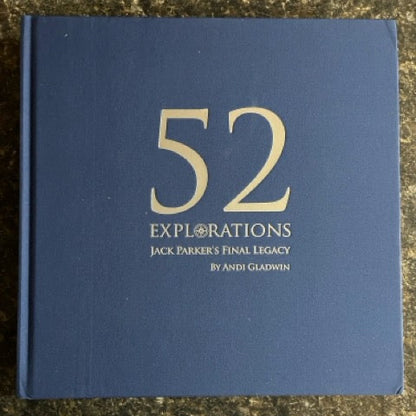 52
EXPLORATIONS
JACK PARKER'S FINAL LEGACY
BY ANDI GLADWIN